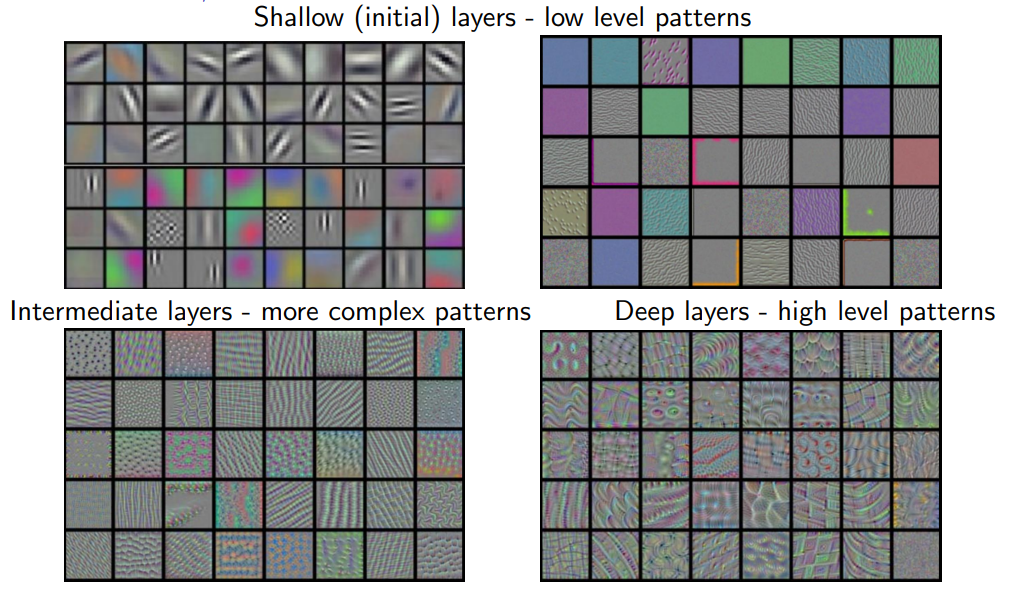 Shallow (initial) layers - low level patterns
Intermediate layers - more complex patterns
Deep layers - high level patterns